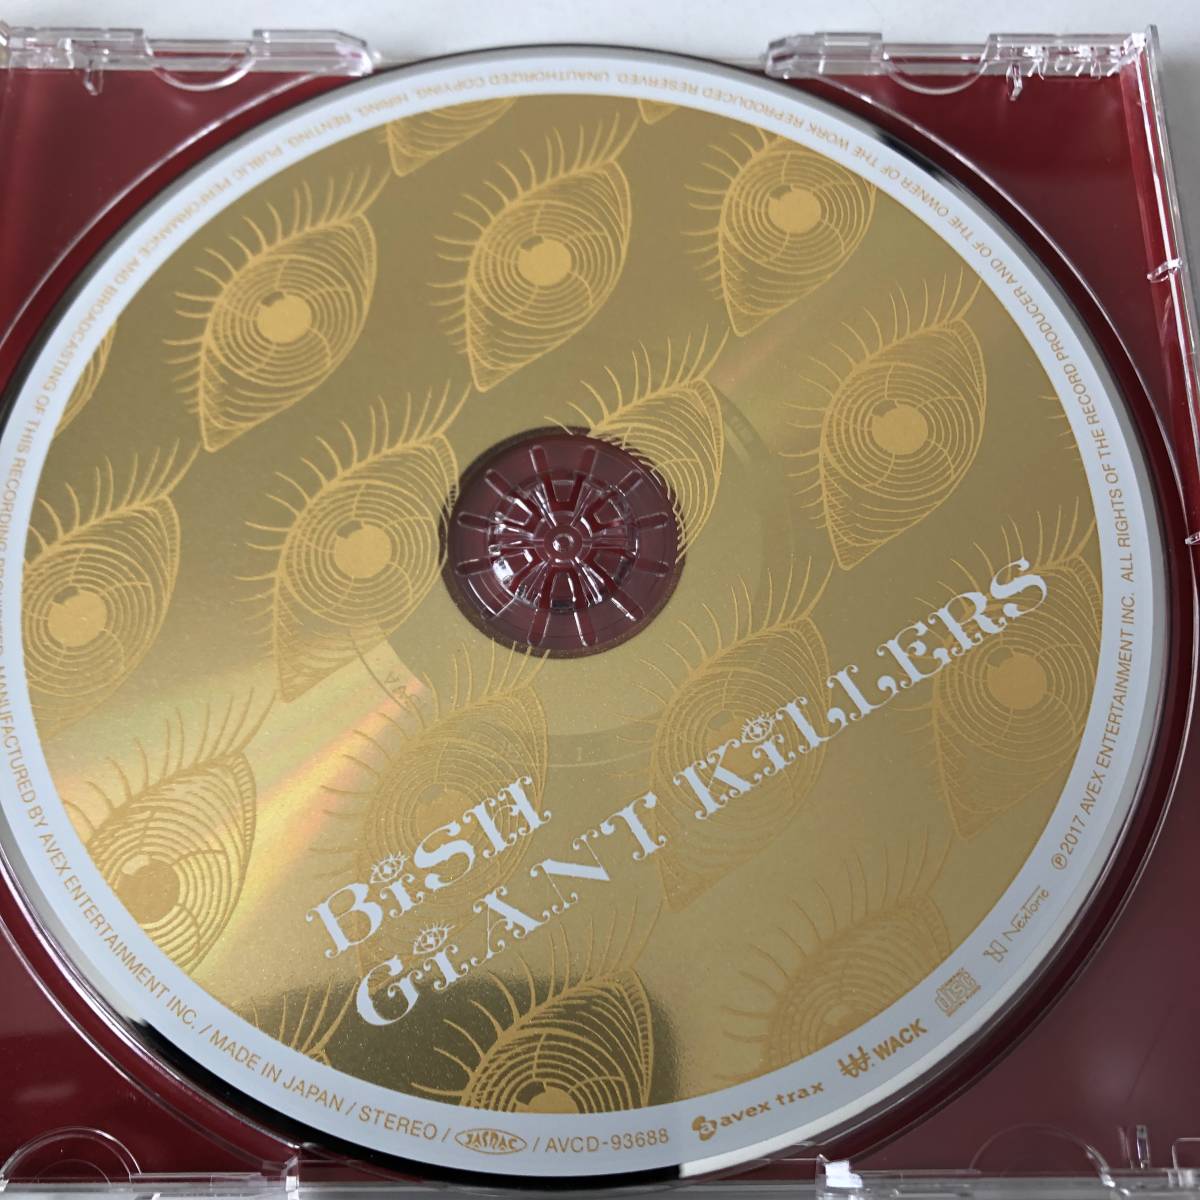 BiSH
GiANT KiLLERS
ALL RIGHTS OF THE RECORD PRODUCER AND OF THE OWNER OF THE WORK REPRODUCED RESERVED. UNAUTHORIZED COPYING, HIRING, RENTING, PUBLIC PERFORMANCE AND BROADCASTING OF THIS RECORDING PROHIBITED. MANUFACTURED BY AVEX ENTERTAINMENT INC. / MADE IN JAPAN / STEREO / JASRAC / AVCD-93688
avex trax
WACK
disc
NexTone
℗2017 AVEX ENTERTAINMENT INC.